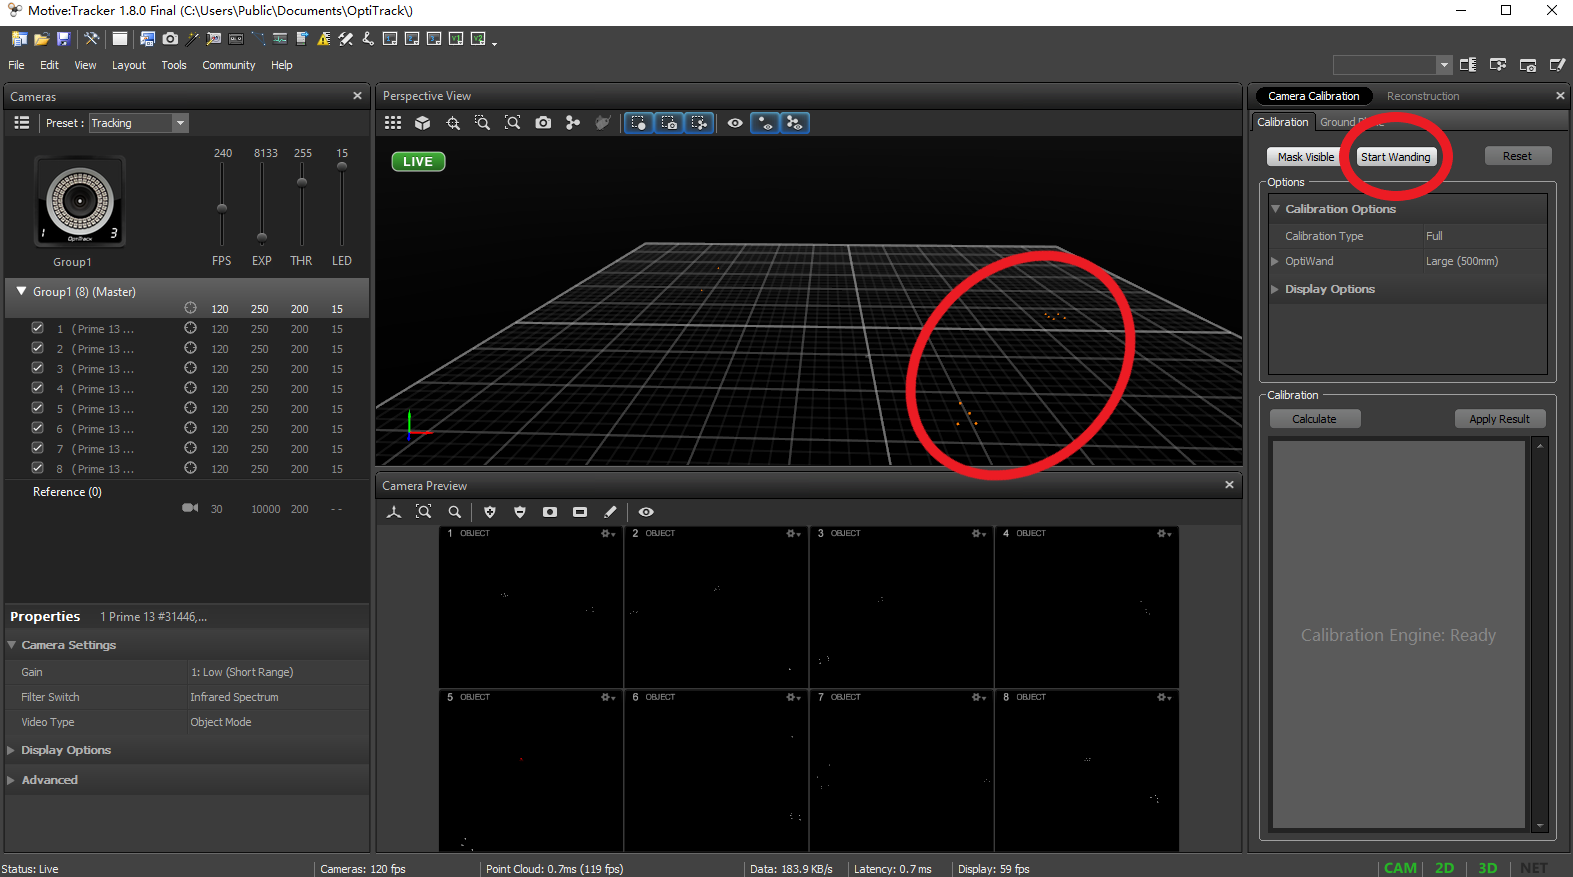 Motive:Tracker 1.8.0 Final (C:\Users\Public\Documents\OptiTrack\)
File Edit View Layout Tools Community Help
Cameras
Preset : Tracking
240 8133 255 15
1 OptiTrack 3
Group1
FPS EXP THR LED
Group1 (8) (Master)
120 250 200 15
1 (Prime 13 ... 120 250 200 15
2 (Prime 13 ... 120 250 200 15
3 (Prime 13 ... 120 250 200 15
4 (Prime 13 ... 120 250 200 15
5 (Prime 13 ... 120 250 200 15
6 (Prime 13 ... 120 250 200 15
7 (Prime 13 ... 120 250 200 15
8 (Prime 13 ... 120 250 200 15
Reference (0)
30 10000 200 - -
Properties 1 Prime 13 #31446,...
Camera Settings
Gain 1: Low (Short Range)
Filter Switch Infrared Spectrum
Video Type Object Mode
Display Options
Advanced
Perspective View
LIVE
Camera Preview
1 OBJECT 2 OBJECT 3 OBJECT 4 OBJECT
5 OBJECT 6 OBJECT 7 OBJECT 8 OBJECT
Camera Calibration Reconstruction
Calibration Ground
Mask Visible Start Wanding Reset
Options
Calibration Options
Calibration Type Full
OptiWand Large (500mm)
Display Options
Calibration
Calculate Apply Result
Calibration Engine: Ready
Status: Live Cameras: 120 fps Point Cloud: 0.7ms (119 fps) Data: 183.9 KB/s Latency: 0.7 ms Display: 59 fps CAM 2D 3D NET